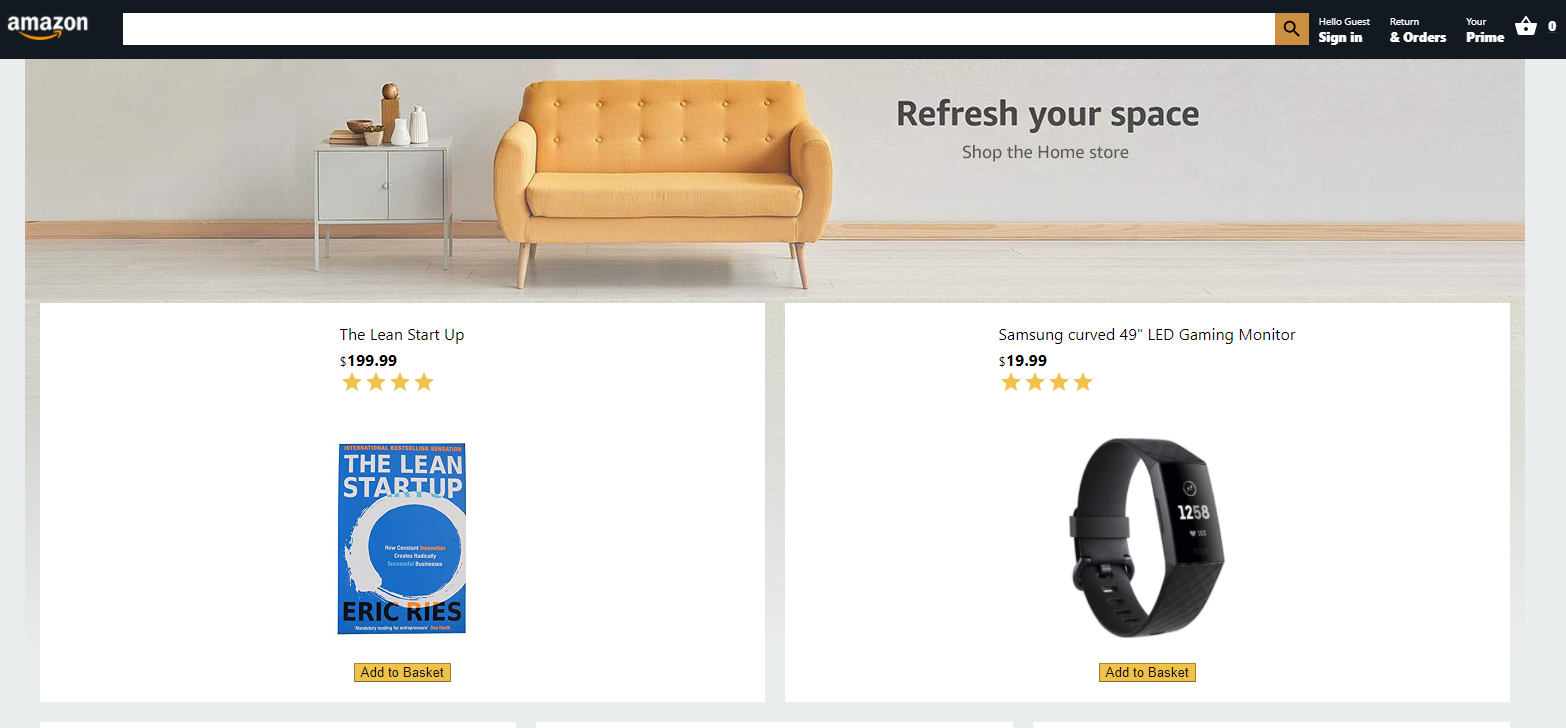 amazon
Hello Guest
Sign in
Return
& Orders
Your
Prime
0
Refresh your space
Shop the Home store
The Lean Start Up
$199.99
INTERNATIONAL BESTSELLING SENSATION
THE LEAN
STARTUP
How Constant Innovation
Creates Radically
Successful Businesses
ERIC RIES
'Mandatory reading for entrepreneurs' Dan Heath
Add to Basket
Samsung curved 49" LED Gaming Monitor
$19.99
1258
Add to Basket